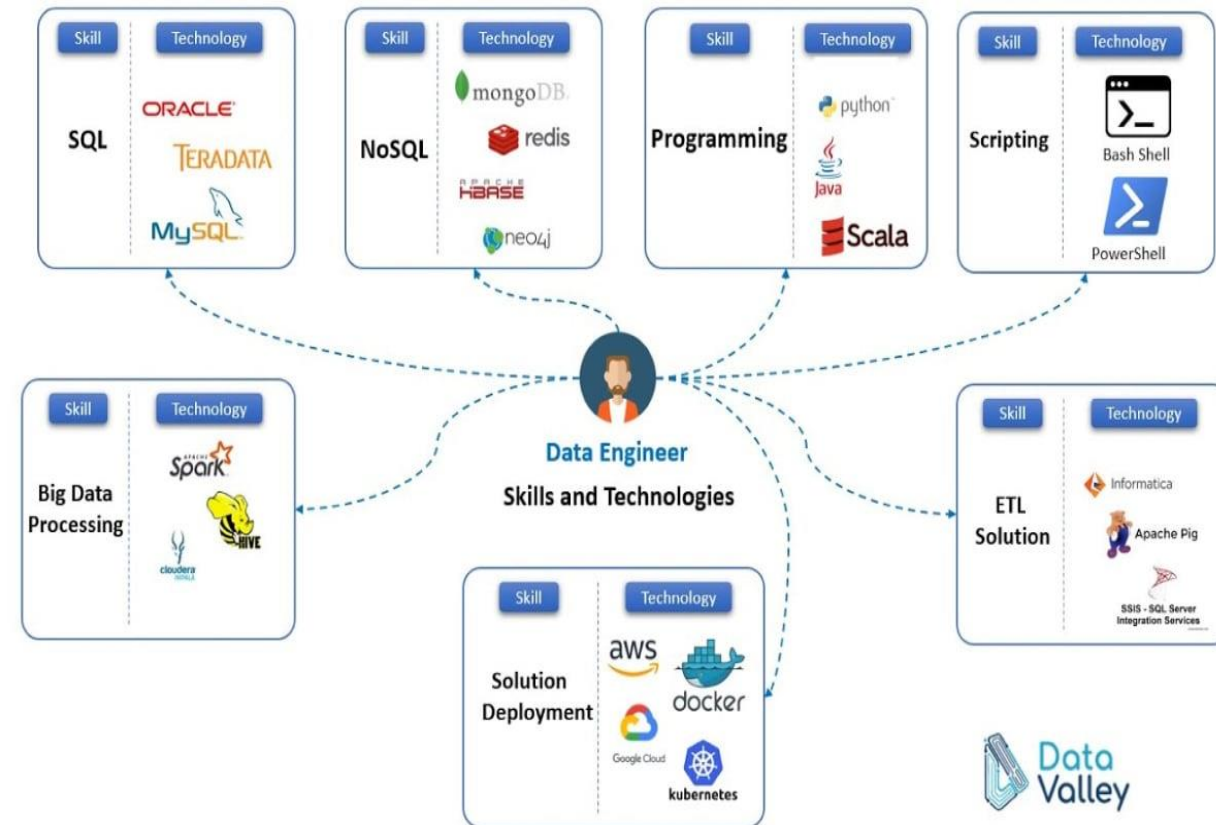 Skill Technology
SQL
ORACLE
TERADATA
MySQL
Skill Technology
NoSQL
mongoDB
redis
APACHE
HBASE
neo4j
Skill Technology
Programming
python
Java
Scala
Skill Technology
Scripting
Bash Shell
PowerShell
Data Engineer
Skills and Technologies
Skill Technology
Big Data
Processing
APACHE
Spark
HIVE
cloudera
IMPALA
Skill Technology
Solution
Deployment
aws
docker
Google Cloud
kubernetes
Skill Technology
ETL
Solution
Informatica
Apache Pig
SSIS - SQL Server
Integration Services
Data
Valley